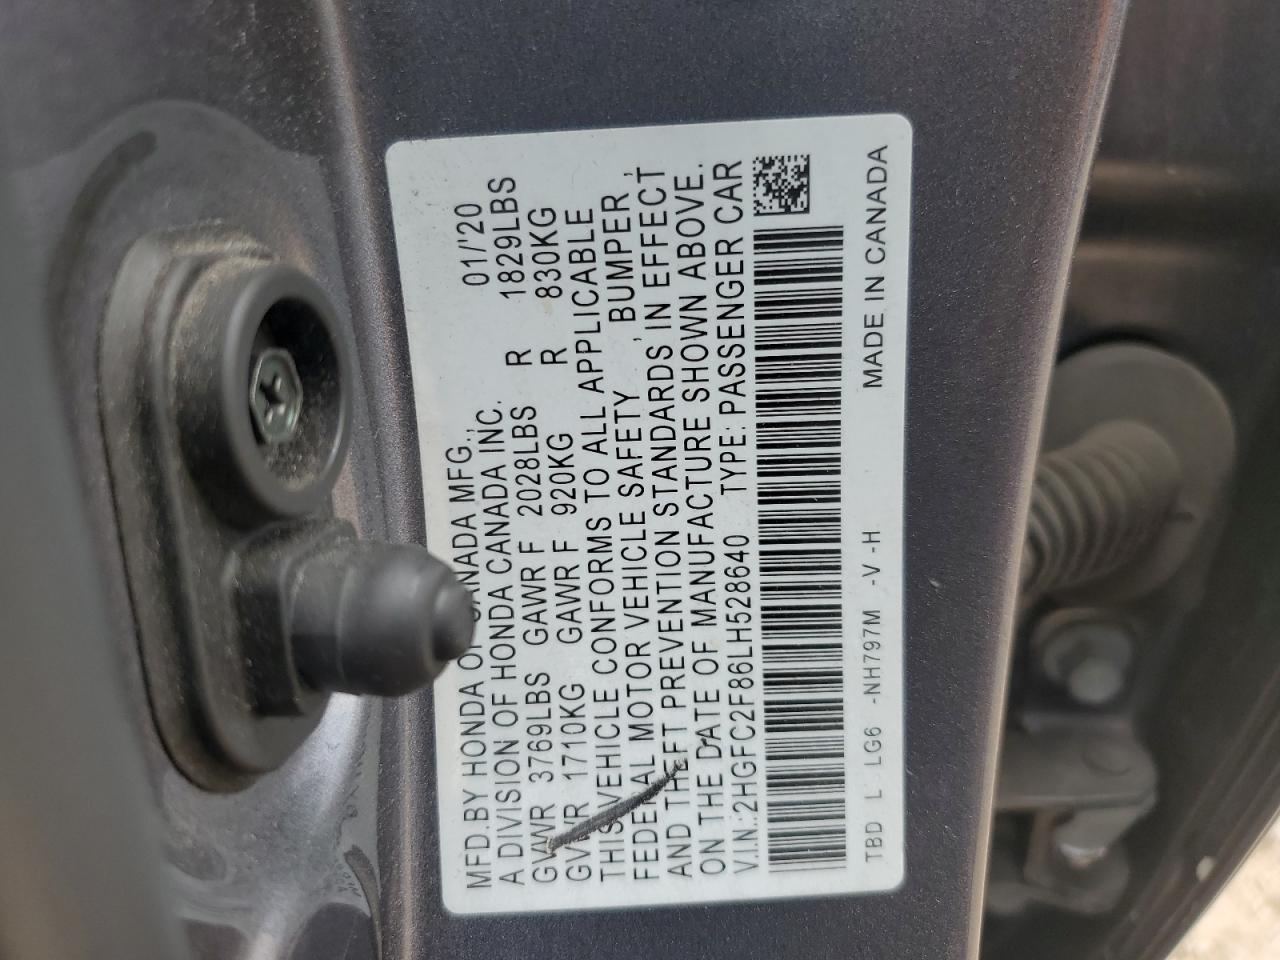 MFD.BY HONDA OF CANADA MFG., 01/'20
A DIVISION OF HONDA CANADA INC.
GVWR 3769LBS GAWR F 2028LBS R 1829LBS
GVWR 1710KG GAWR F 920KG R 830KG
THIS VEHICLE CONFORMS TO ALL APPLICABLE
FEDERAL MOTOR VEHICLE SAFETY, BUMPER,
AND THEFT PREVENTION STANDARDS, IN EFFECT
ON THE DATE OF MANUFACTURE SHOWN ABOVE.
V.I.N.:2HGFC2F86LH528640 TYPE: PASSENGER CAR
TBD L LG6 -NH797M -V -H MADE IN CANADA